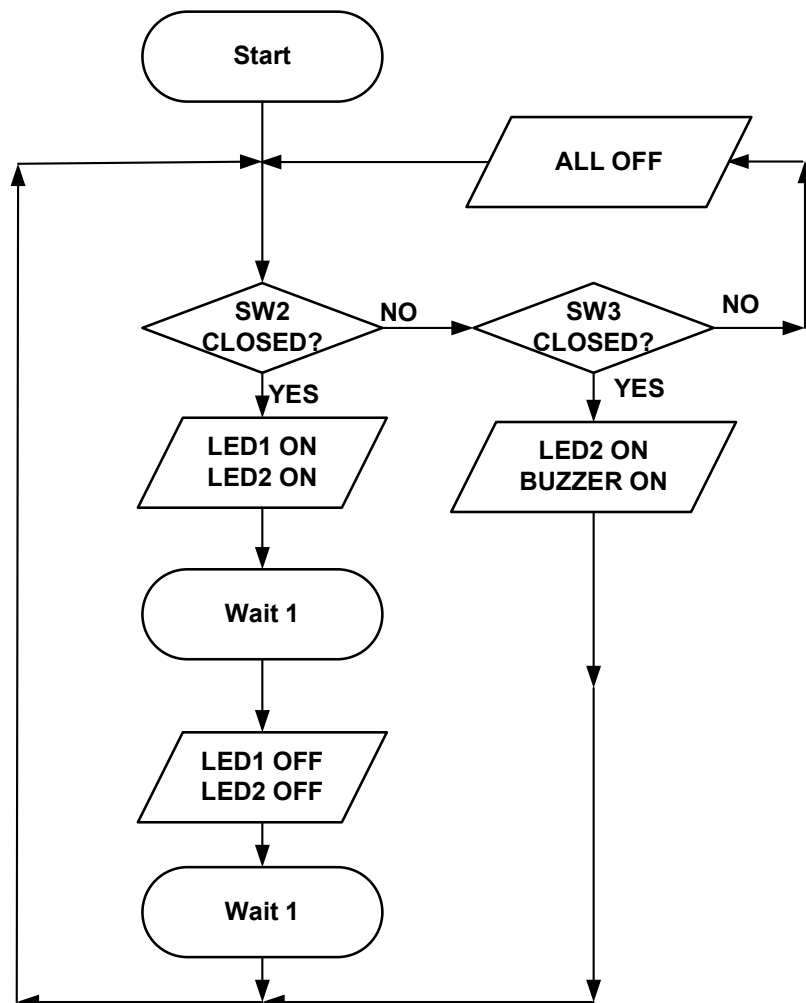 Start
ALL OFF
SW2
CLOSED?
NO
SW3
CLOSED?
NO
YES
LED1 ON
LED2 ON
YES
LED2 ON
BUZZER ON
Wait 1
LED1 OFF
LED2 OFF
Wait 1